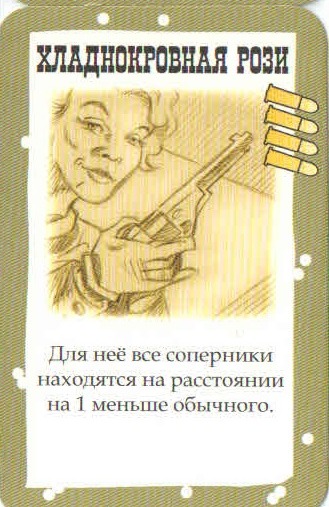 ХЛАДНОКРОВНАЯ РОЗИ
Для неё все соперники
находятся на расстоянии
на 1 меньше обычного.